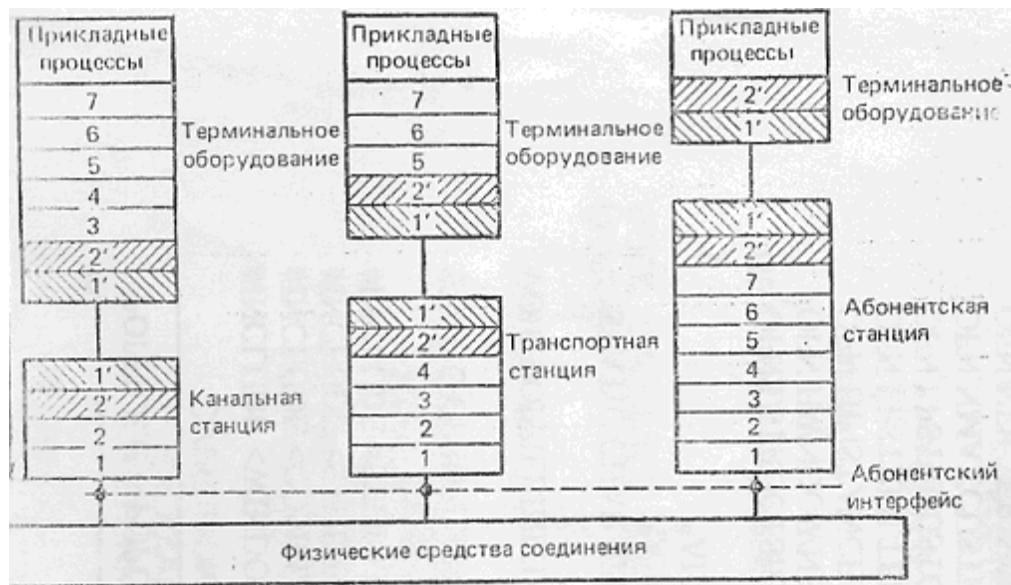 Прикладные
процессы
7
6
5
4
3
2'
1'
Терминальное
оборудование
1'
2'
2
1
Канальная
станция
Прикладные
процессы
7
6
5
2'
1'
Терминальное
оборудование
1'
2'
4
3
2
1
Транспортная
станция
Прикладные
процессы
2'
1'
Терминальное
оборудование
1'
2'
7
6
5
4
3
2
1
Абонентская
станция
Абонентский
интерфейс
Физические средства соединения